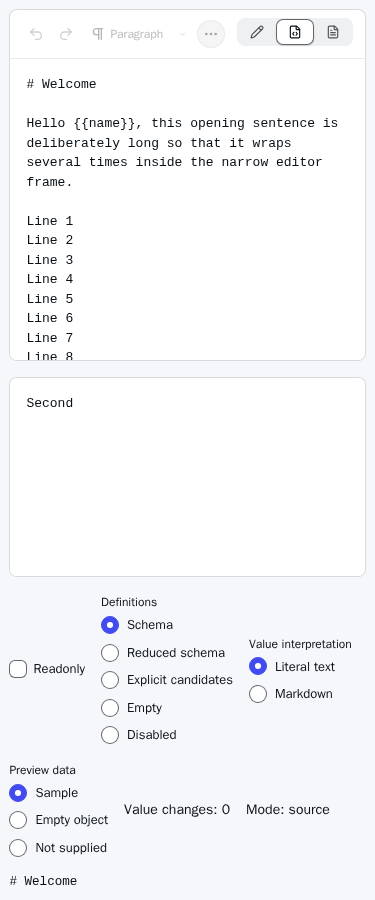 Paragraph
# Welcome
Hello {{name}}, this opening sentence is
deliberately long so that it wraps
several times inside the narrow editor
frame.
Line 1
Line 2
Line 3
Line 4
Line 5
Line 6
Line 7
Line 8
Second
Readonly
Definitions
Schema
Reduced schema
Explicit candidates
Empty
Disabled
Value interpretation
Literal text
Markdown
Preview data
Sample
Empty object
Not supplied
Value changes: 0
Mode: source
# Welcome